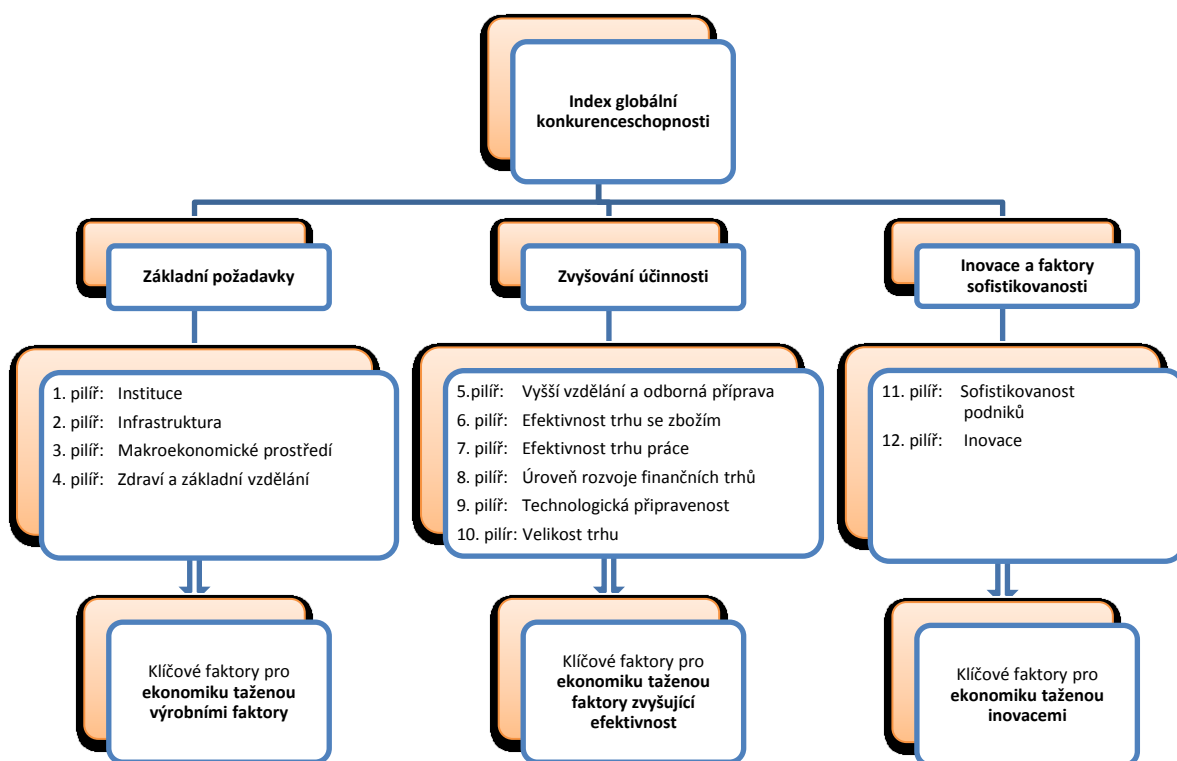 Index globální
konkurenceschopnosti
Základní požadavky
Zvyšování účinnosti
Inovace a faktory
sofistikovanosti
1. pilíř: Instituce
2. pilíř: Infrastruktura
3. pilíř: Makroekonomické prostředí
4. pilíř: Zdraví a základní vzdělání
5.pilíř: Vyšší vzdělání a odborná příprava
6. pilíř: Efektivnost trhu se zbožím
7. pilíř: Efektivnost trhu práce
8. pilíř: Úroveň rozvoje finančních trhů
9. pilíř: Technologická připravenost
10. pilír: Velikost trhu
11. pilíř: Sofistikovanost
podniků
12. pilíř: Inovace
Klíčové faktory pro
ekonomiku taženou
výrobními faktory
Klíčové faktory pro
ekonomiku taženou
faktory zvyšující
efektivnost
Klíčové faktory pro
ekonomiku taženou
inovacemi